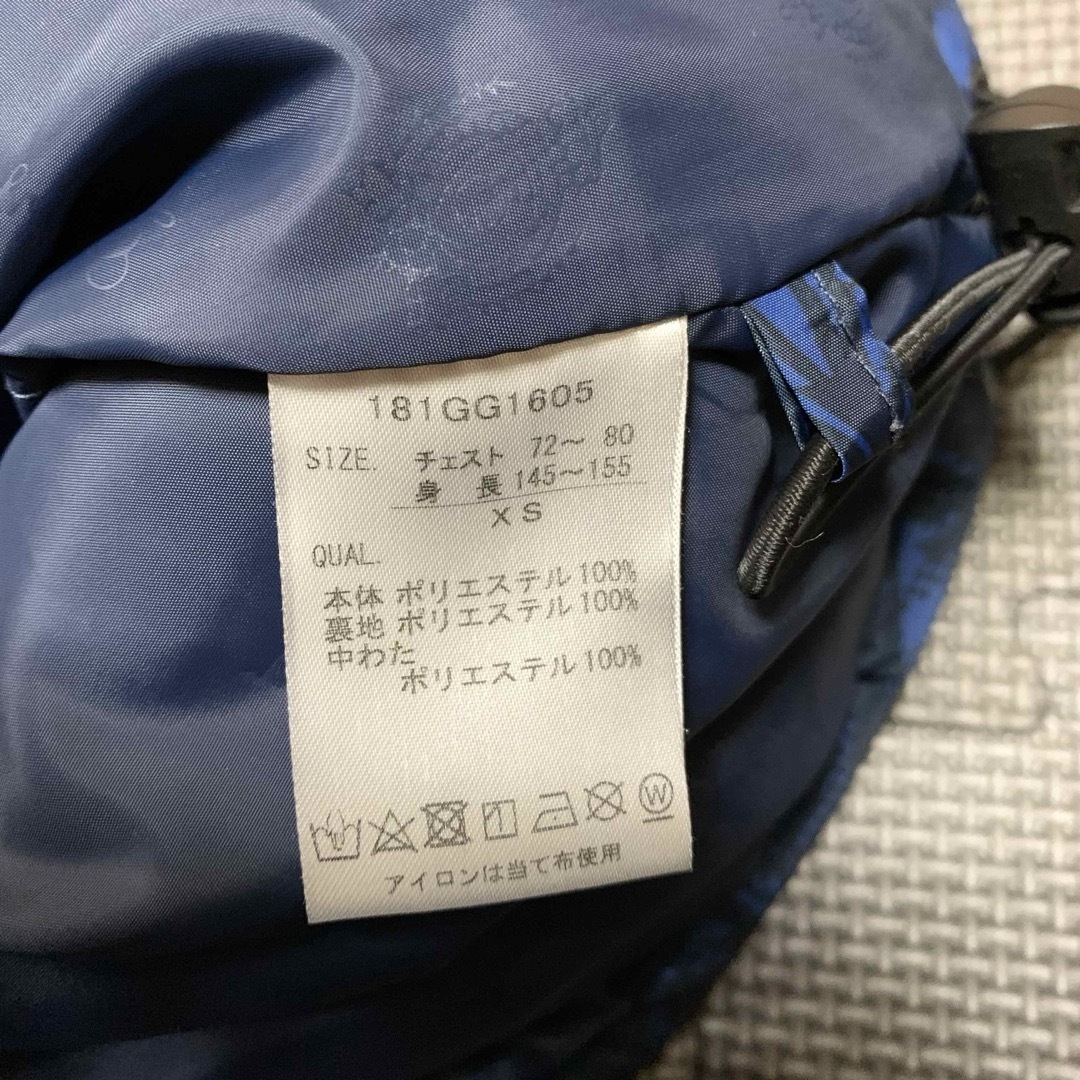 181GG1605
SIZE. チェスト 72～ 80
身 長 145～155
XS
QUAL.
本体 ポリエステル100%
裏地 ポリエステル100%
中わた
ポリエステル100%
W
アイロンは当て布使用